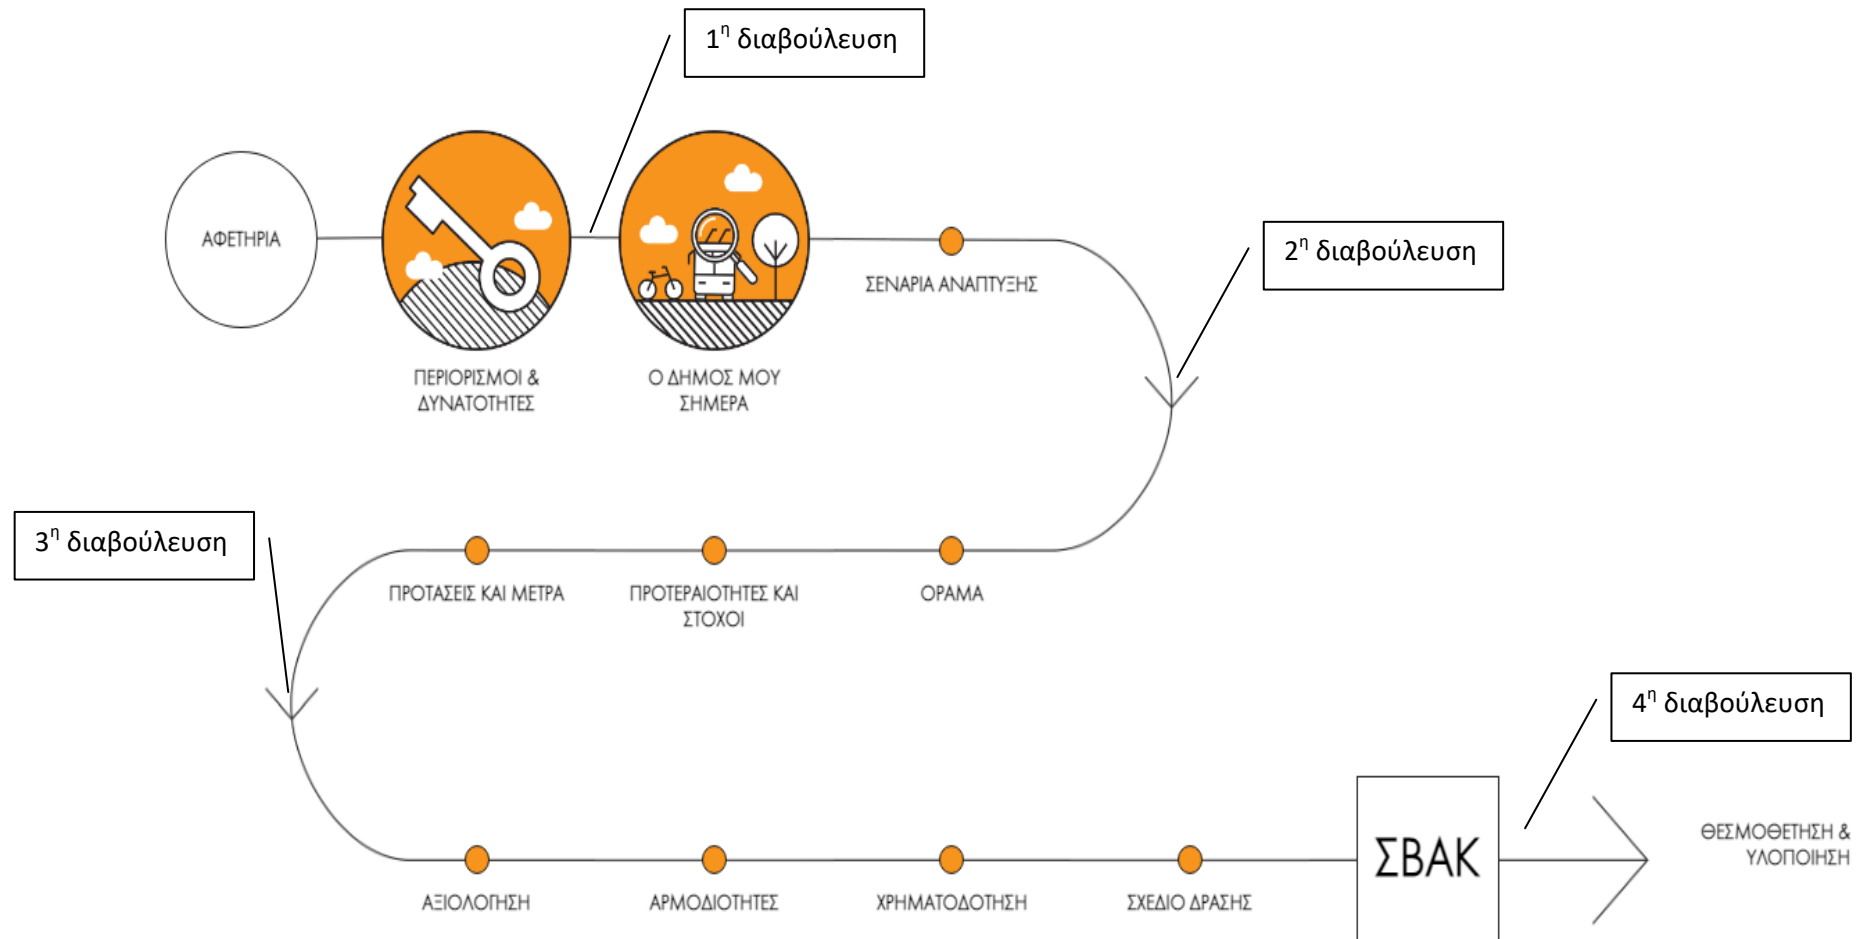 1η διαβούλευση
ΑΦΕΤΗΡΙΑ
ΠΕΡΙΟΡΙΣΜΟΙ &
ΔΥΝΑΤΟΤΗΤΕΣ
Ο ΔΗΜΟΣ ΜΟΥ
ΣΗΜΕΡΑ
ΣΕΝΑΡΙΑ ΑΝΑΠΤΥΞΗΣ
2η διαβούλευση
3η διαβούλευση
ΠΡΟΤΑΣΕΙΣ ΚΑΙ ΜΕΤΡΑ
ΠΡΟΤΕΡΑΙΟΤΗΤΕΣ ΚΑΙ
ΣΤΟΧΟΙ
ΟΡΑΜΑ
4η διαβούλευση
ΑΞΙΟΛΟΓΗΣΗ
ΑΡΜΟΔΙΟΤΗΤΕΣ
ΧΡΗΜΑΤΟΔΟΤΗΣΗ
ΣΧΕΔΙΟ ΔΡΑΣΗΣ
ΣΒΑΚ
ΘΕΣΜΟΘΕΤΗΣΗ &
ΥΛΟΠΟΙΗΣΗ